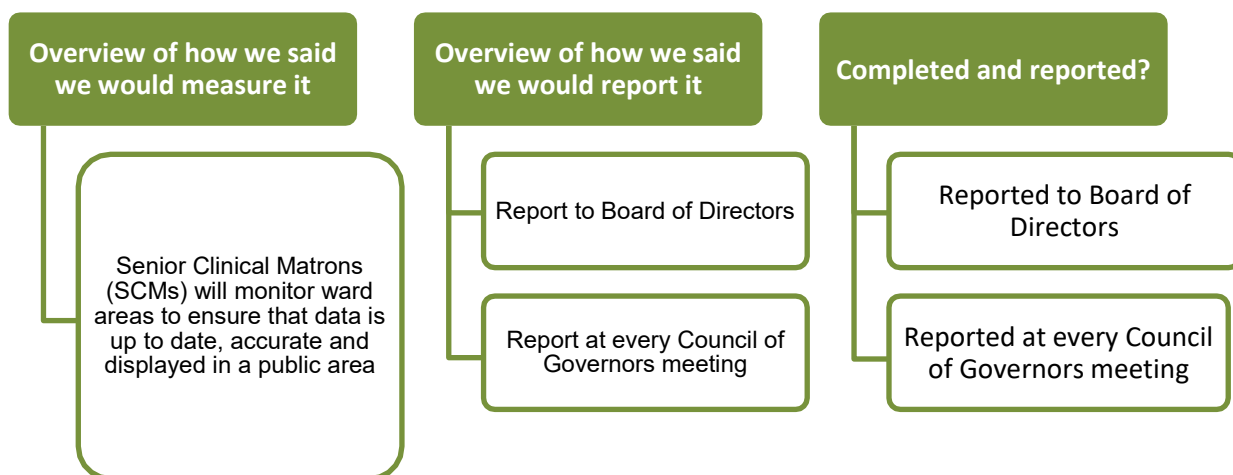 Overview of how we said
we would measure it
Senior Clinical Matrons
(SCMs) will monitor ward
areas to ensure that data is
up to date, accurate and
displayed in a public area
Overview of how we said
we would report it
Report to Board of Directors
Report at every Council of
Governors meeting
Completed and reported?
Reported to Board of
Directors
Reported at every Council
of Governors meeting